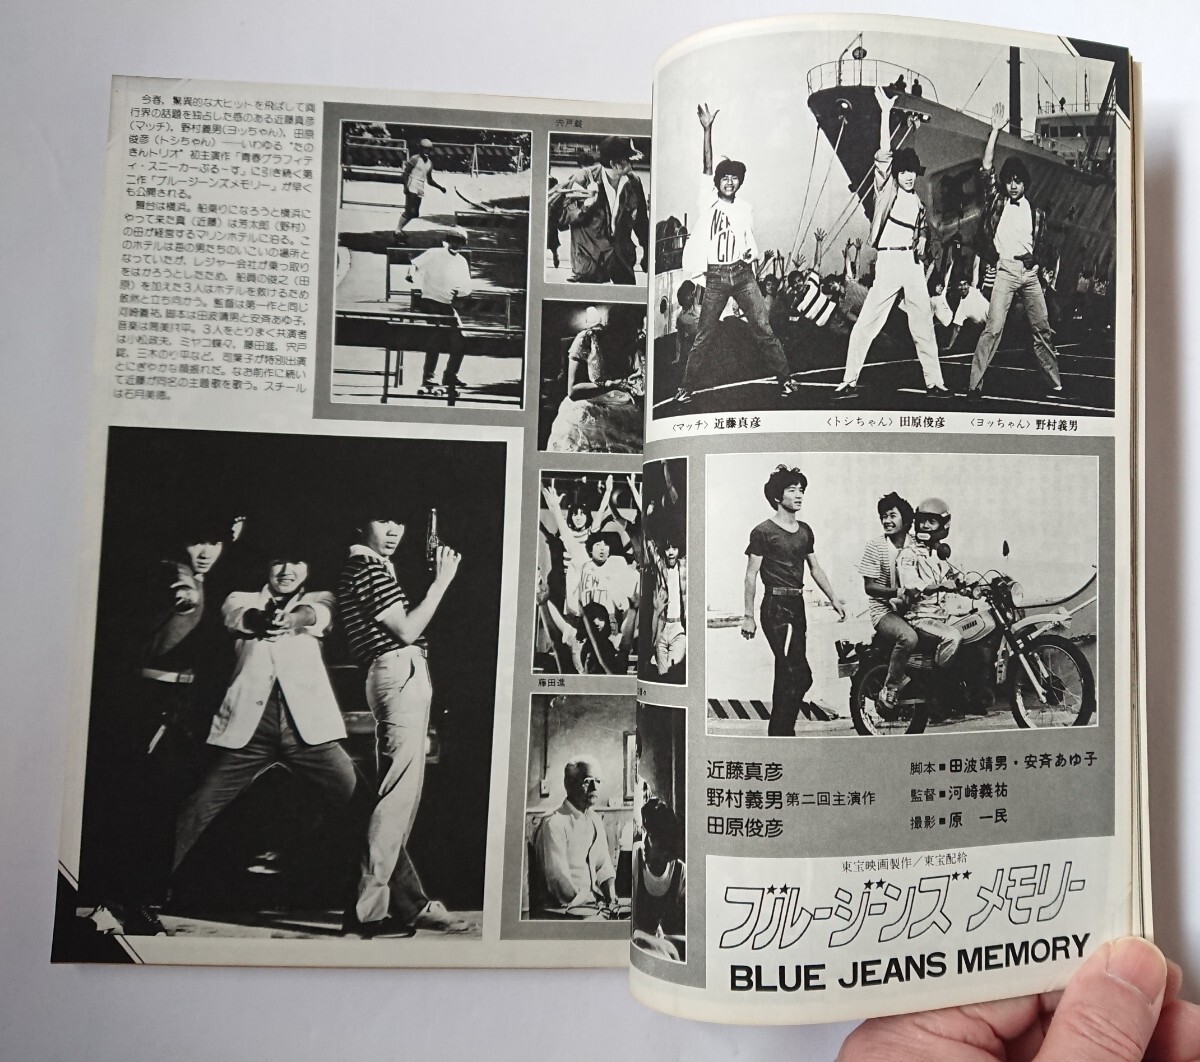 今春、驚異的な大ヒットを飛ばして興
行界の話題を独占した感のある近藤真彦
(マッチ)、野村義男(ヨッちゃん)、田原
俊彦(トシちゃん)――いわゆる“たの
きんトリオ”初主演作「青春グラフィテ
ィ・スニーカーぶるーす」に引き続く第
二作「ブルージーンズメモリー」が早く
も公開される。
舞台は横浜。船乗りになろうと横浜に
やって来た真(近藤)は芳太郎(野村)
の母が経営するマリンホテルに泊る。こ
のホテルは港の男たちのいこいの場所と
なっていたが、レジャー会社が乗っ取り
をはかろうとしたため、船員の俊之(田
原)を加えた3人はホテルを救けるため
敢然と立ち向かう。監督は第一作と同じ
河崎義祐。脚本は田波靖男と安斉あゆ子、
音楽は筒美京平。3人をとりまく共演者
は小松政夫、ミヤコ蝶々、藤田進、宍戸
錠、三木のり平など。司葉子が特別出演
とにぎやかな顔振れだ。なお前作に続い
て近藤が同名の主題歌を歌う。スチール
は石月美徳。
宍戸錠
藤田進
〈マッチ〉近藤真彦
〈トシちゃん〉田原俊彦
〈ヨッちゃん〉野村義男
NEW
YAMAHA
近藤真彦
野村義男第二回主演作
田原俊彦
脚本■田波靖男・安斉あゆ子
監督■河崎義祐
撮影■原 一民
東宝映画製作/東宝配給
ブルージーンズメモリー
BLUE JEANS MEMORY